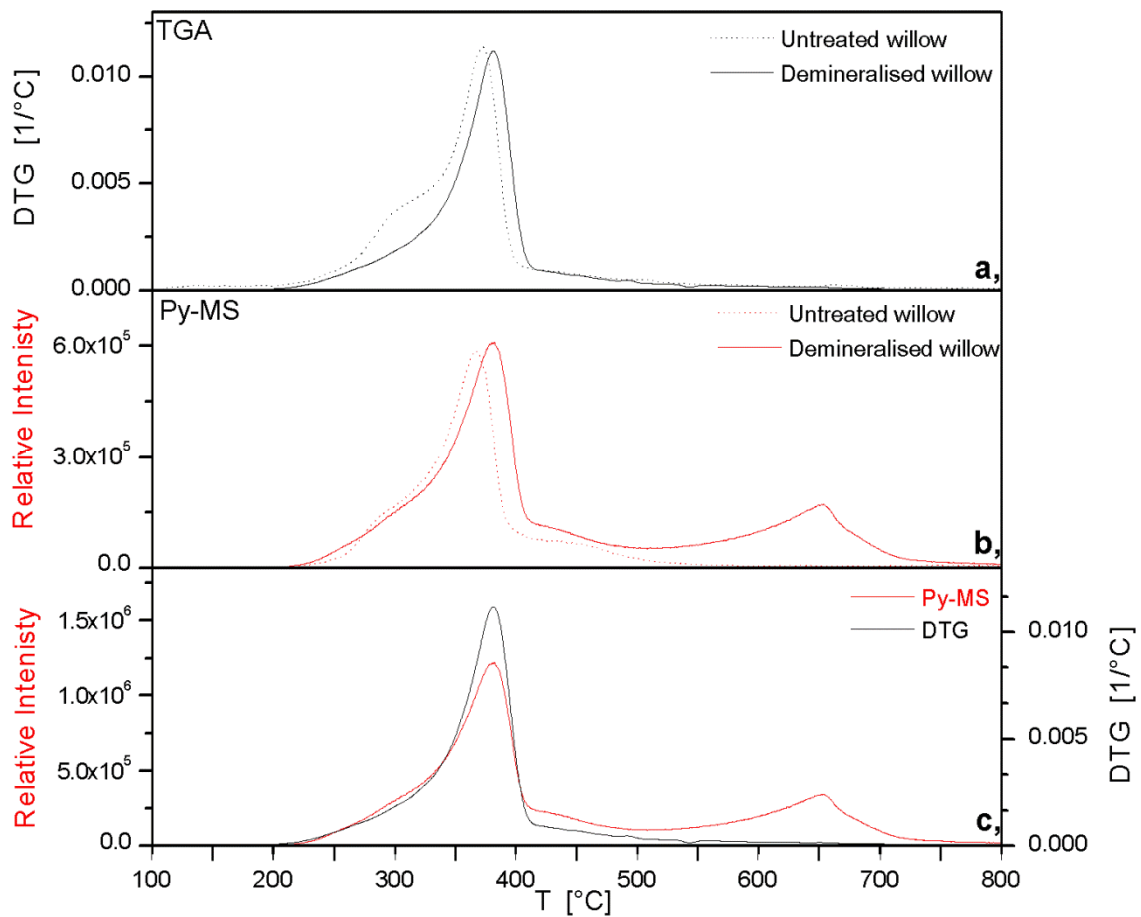 TGA
Untreated willow
Demineralised willow
DTG [1/°C]
0.010
0.005
0.000
a,
Py-MS
Untreated willow
Demineralised willow
Relative Intenisty
6.0x10⁵
3.0x10⁵
0.0
b,
Py-MS
DTG
Relative Intenisty
1.5x10⁶
1.0x10⁶
5.0x10⁵
0.0
c,
0.010
0.005
0.000
DTG [1/°C]
100 200 300 400 500 600 700 800
T [°C]